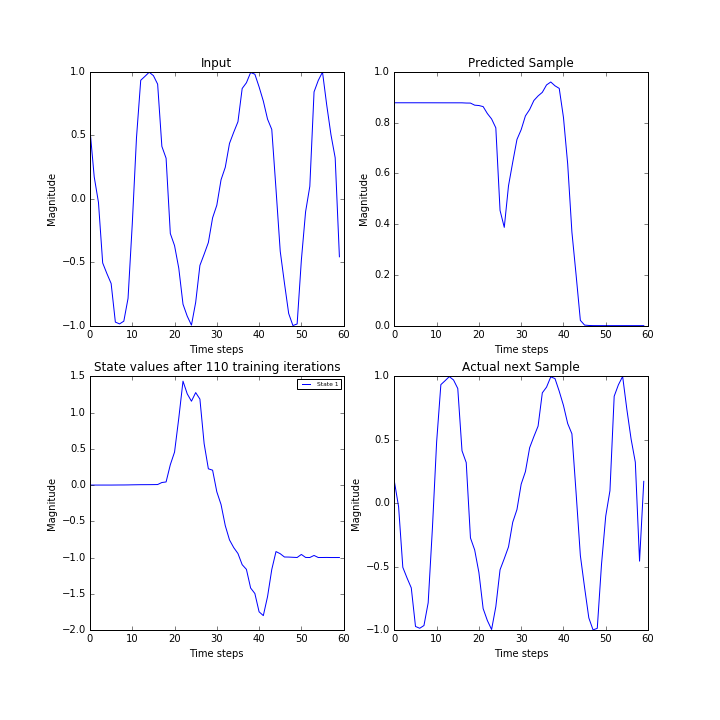 Input
Magnitude
1.0
0.5
0.0
−0.5
−1.0
0 10 20 30 40 50 60
Time steps
Predicted Sample
Magnitude
1.0
0.8
0.6
0.4
0.2
0.0
0 10 20 30 40 50 60
Time steps
State values after 110 training iterations
Magnitude
1.5
1.0
0.5
0.0
−0.5
−1.0
−1.5
−2.0
State 1
0 10 20 30 40 50 60
Time steps
Actual next Sample
Magnitude
1.0
0.5
0.0
−0.5
−1.0
0 10 20 30 40 50 60
Time steps